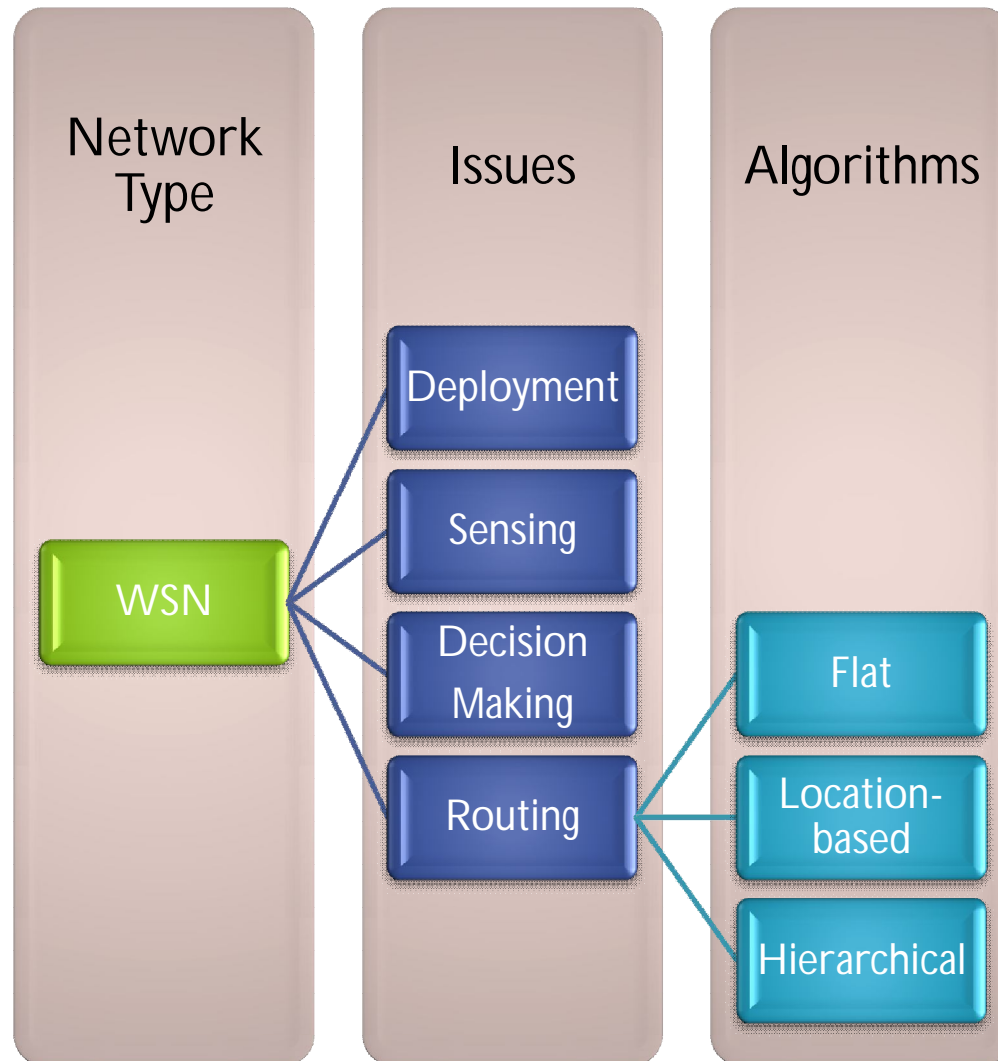 Network
Type
Issues
Algorithms
Deployment
Sensing
WSN
Decision
Making
Flat
Routing
Location-
based
Hierarchical